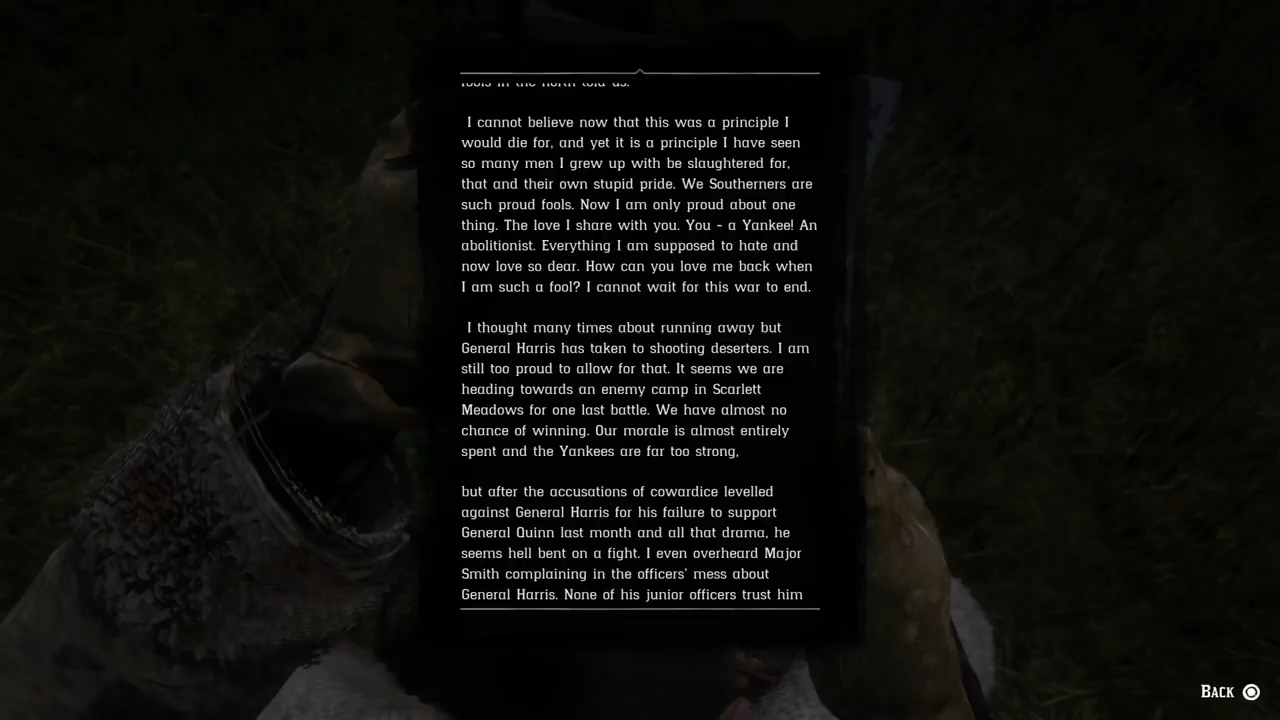 fools in the north told us.
I cannot believe now that this was a principle I
would die for, and yet it is a principle I have seen
so many men I grew up with be slaughtered for,
that and their own stupid pride. We Southerners are
such proud fools. Now I am only proud about one
thing. The love I share with you. You - a Yankee! An
abolitionist. Everything I am supposed to hate and
now love so dear. How can you love me back when
I am such a fool? I cannot wait for this war to end.
I thought many times about running away but
General Harris has taken to shooting deserters. I am
still too proud to allow for that. It seems we are
heading towards an enemy camp in Scarlett
Meadows for one last battle. We have almost no
chance of winning. Our morale is almost entirely
spent and the Yankees are far too strong,
but after the accusations of cowardice levelled
against General Harris for his failure to support
General Quinn last month and all that drama, he
seems hell bent on a fight. I even overheard Major
Smith complaining in the officers' mess about
General Harris. None of his junior officers trust him
Back